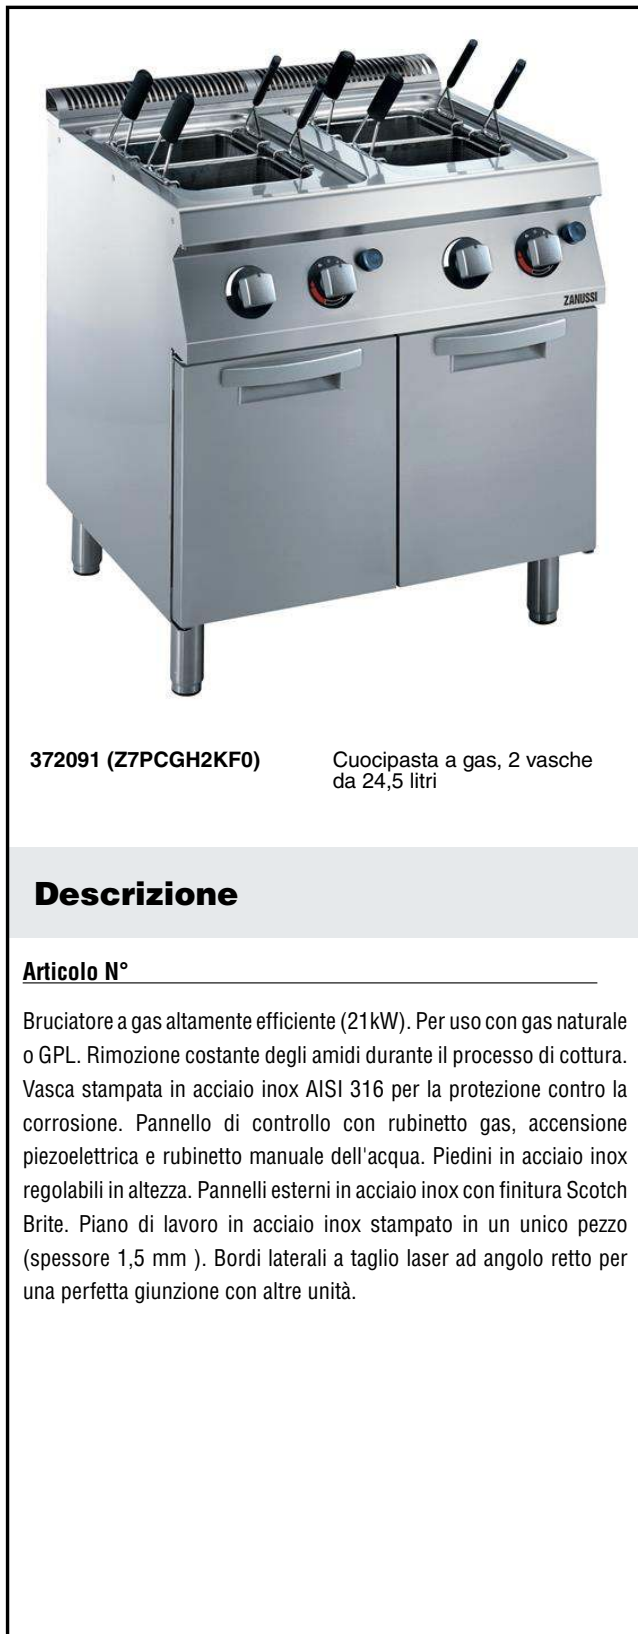 ZANUSSI
372091 (Z7PCGH2KF0)
Cuocipasta a gas, 2 vasche
da 24,5 litri
Descrizione
Articolo N°
Bruciatore a gas altamente efficiente (21kW). Per uso con gas naturale
o GPL. Rimozione costante degli amidi durante il processo di cottura.
Vasca stampata in acciaio inox AISI 316 per la protezione contro la
corrosione. Pannello di controllo con rubinetto gas, accensione
piezoelettrica e rubinetto manuale dell'acqua. Piedini in acciaio inox
regolabili in altezza. Pannelli esterni in acciaio inox con finitura Scotch
Brite. Piano di lavoro in acciaio inox stampato in un unico pezzo
(spessore 1,5 mm ). Bordi laterali a taglio laser ad angolo retto per
una perfetta giunzione con altre unità.